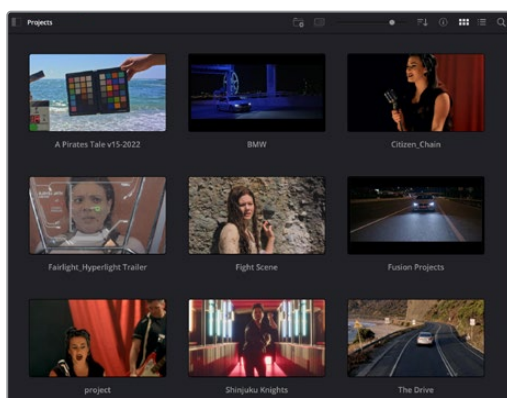 Projects
A Pirates Tale v15-2022
BMW
Citizen_Chain
Fairlight_Hyperlight Trailer
Fight Scene
Fusion Projects
project
Shinjuku Knights
The Drive